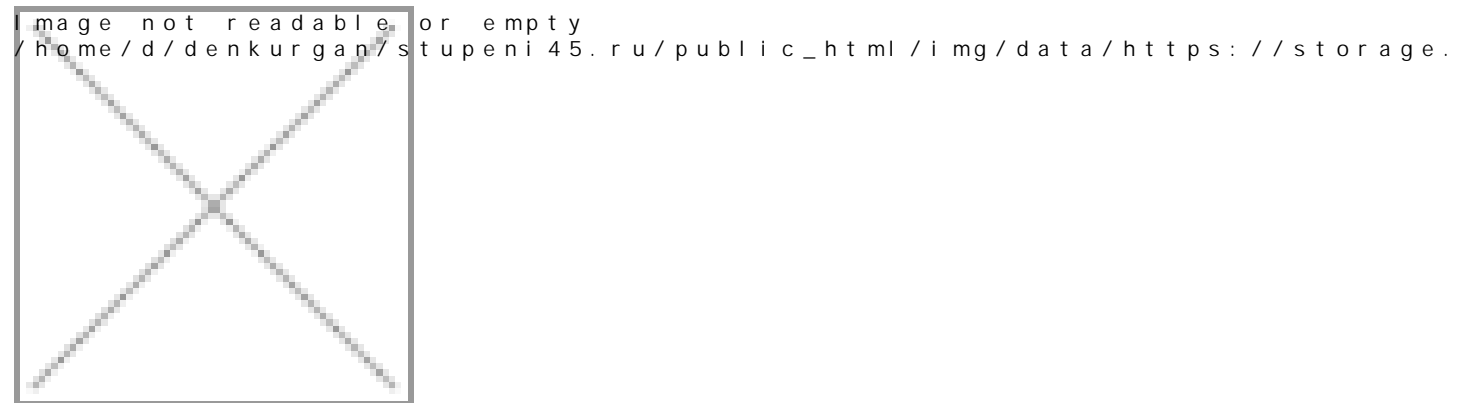 Image not readable or empty
/home/d/denkurgan/stupeni45.ru/public_html/img/data/https://storage.